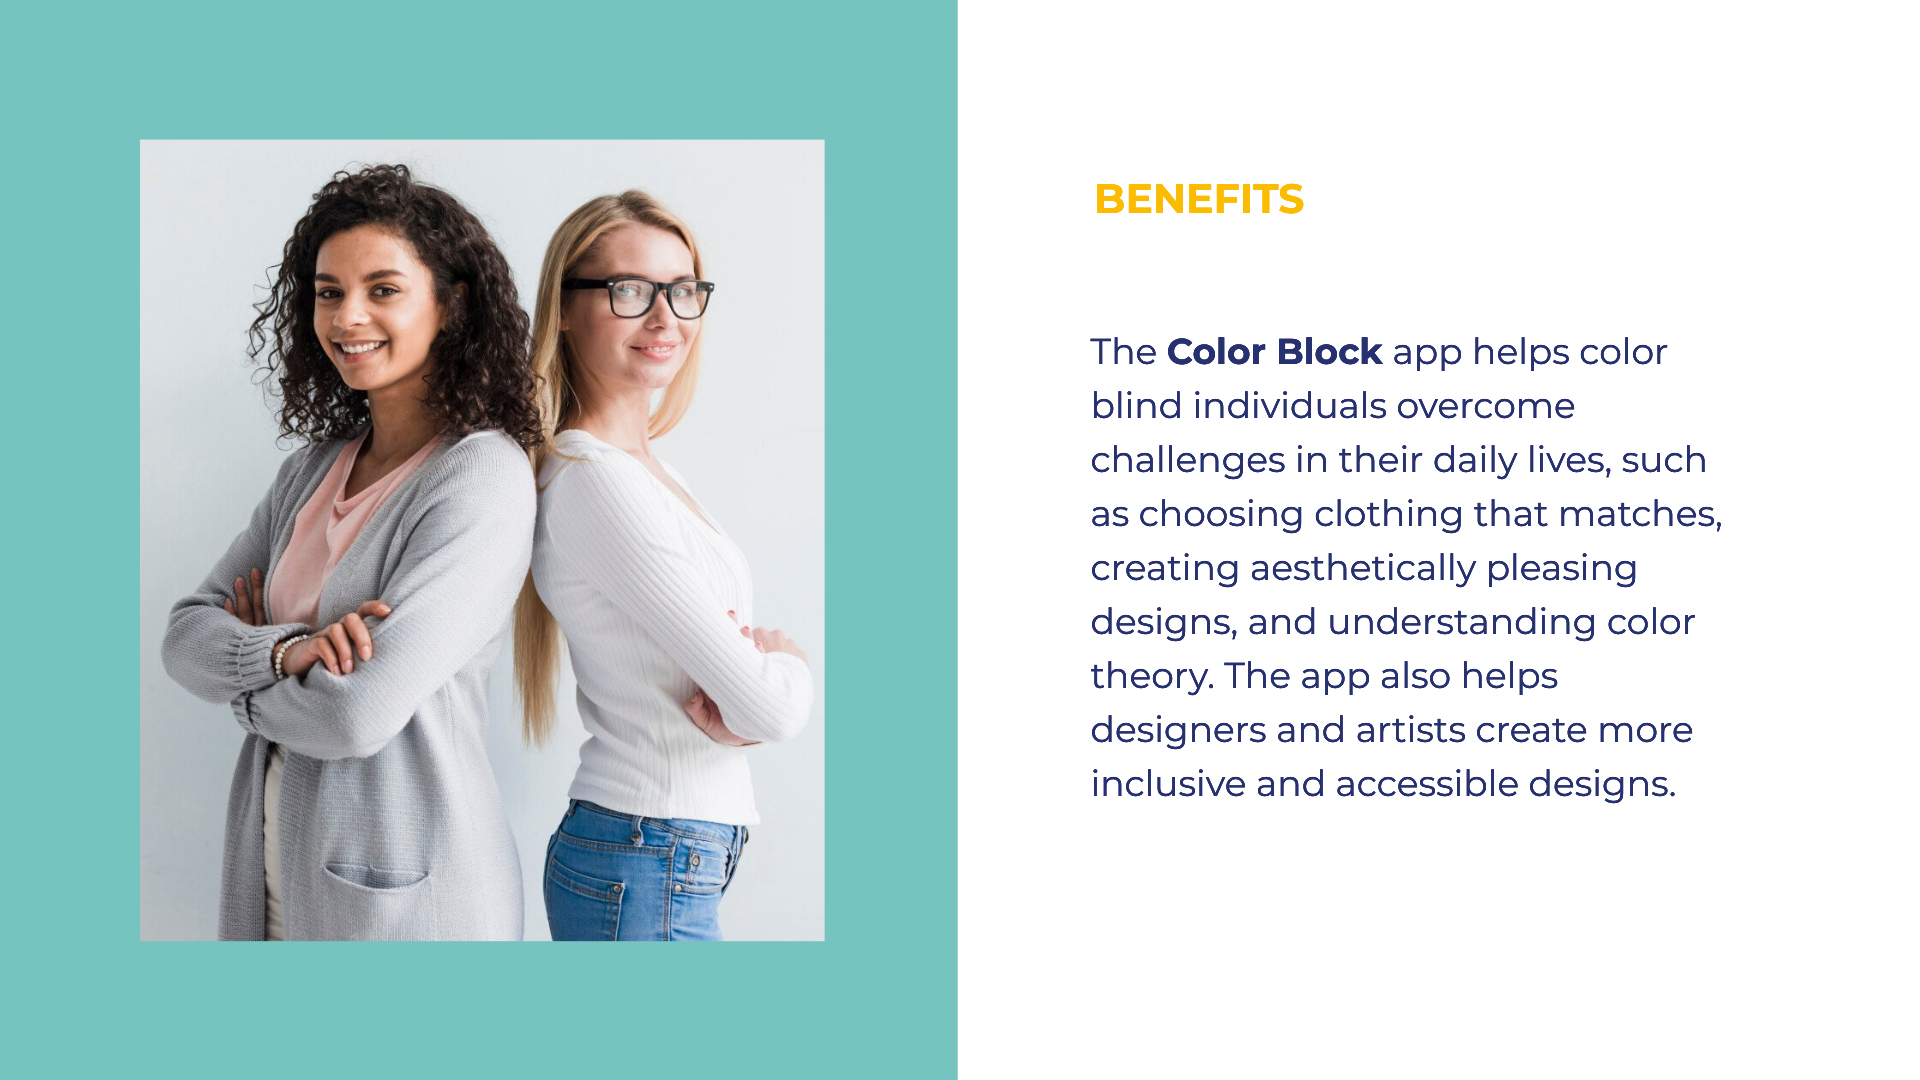 BENEFITS
The Color Block app helps color
blind individuals overcome
challenges in their daily lives, such
as choosing clothing that matches,
creating aesthetically pleasing
designs, and understanding color
theory. The app also helps
designers and artists create more
inclusive and accessible designs.